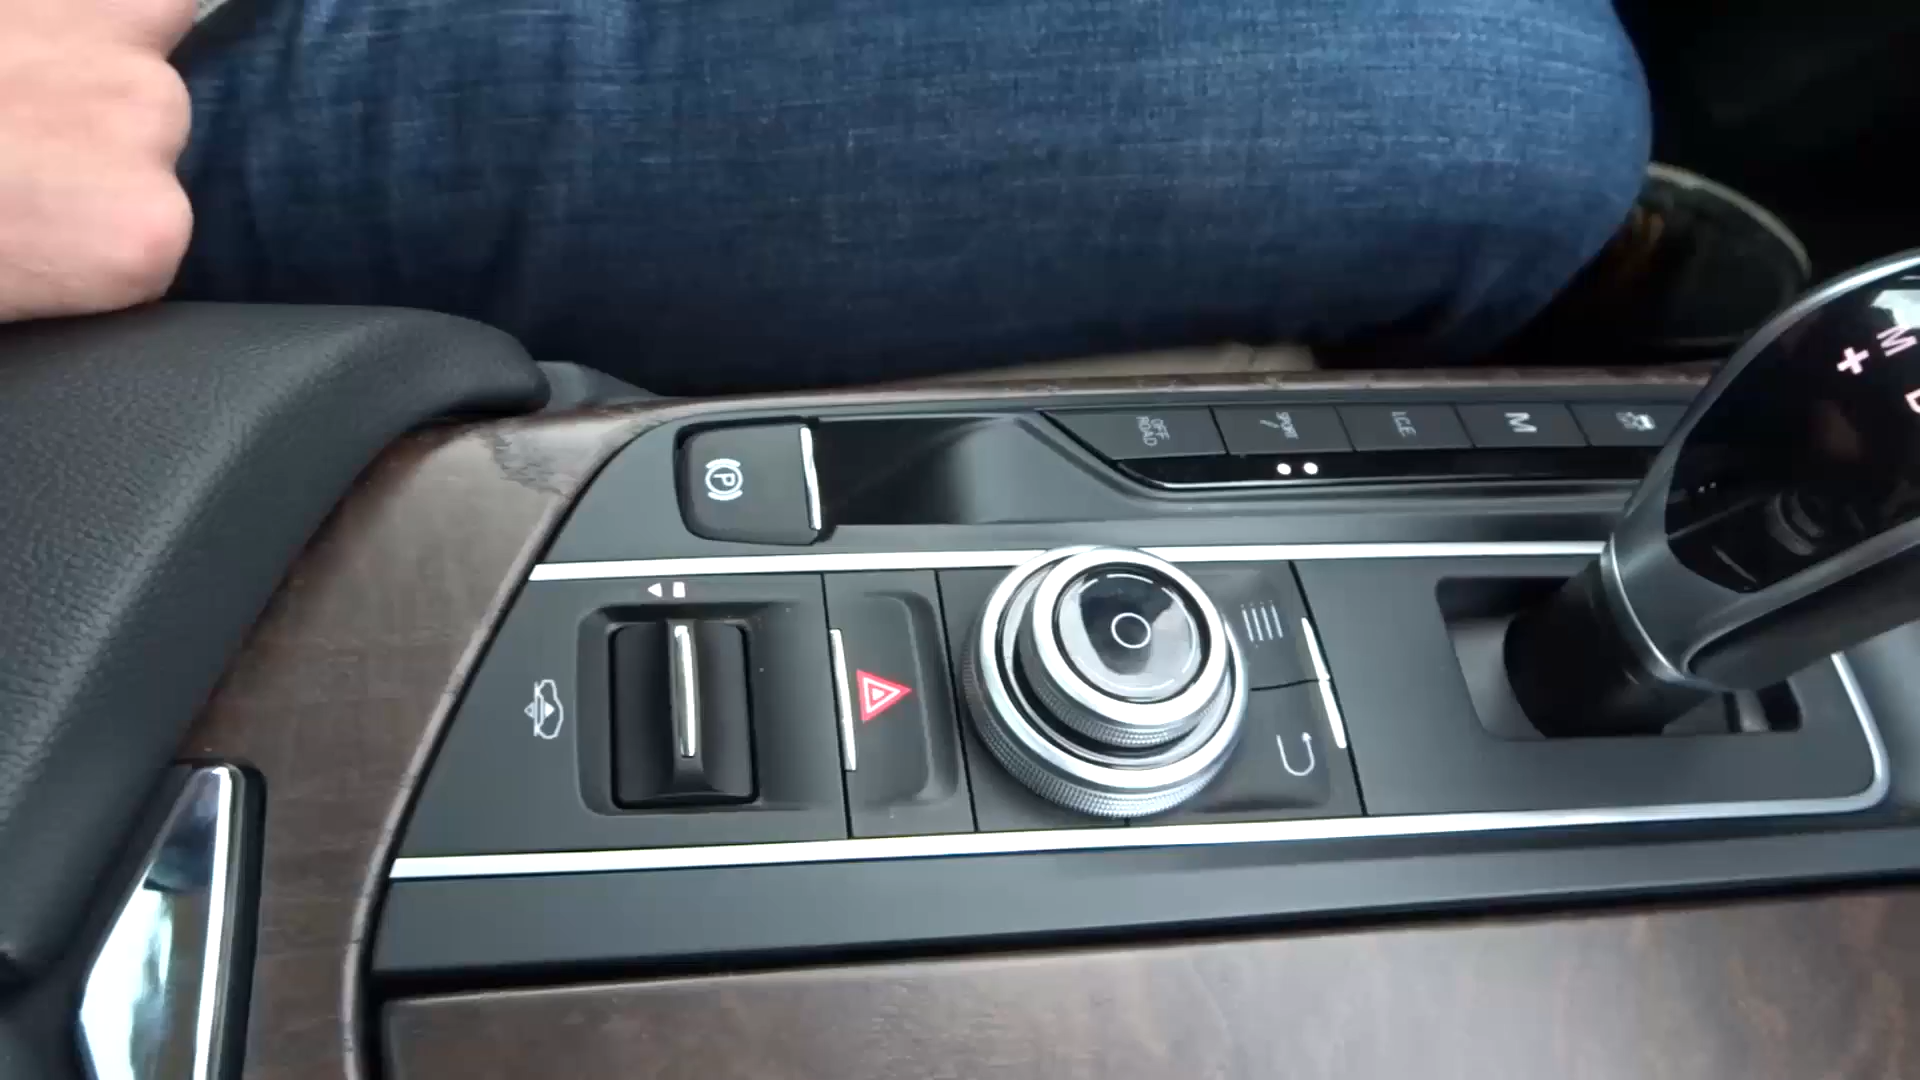 OFF
ROAD
SPORT
I.C.E.
M
P
M
+